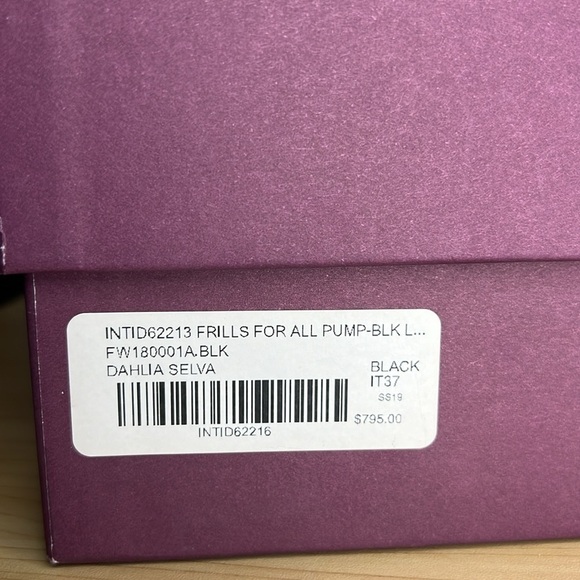 INTID62213 FRILLS FOR ALL PUMP-BLK L...
FW180001A.BLK
DAHLIA SELVA
BLACK
IT37
SS19
$795.00
INTID62216